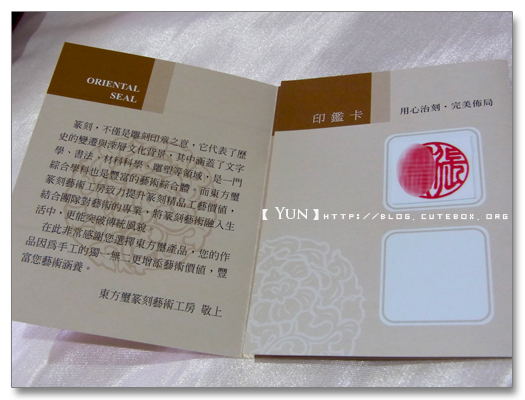 ORIENTAL
SEAL
篆刻,不僅是雕刻印章之意,它代表了歷
史的變遷與深層文化背景,其中涵蓋了文字
學、書法、材料科學、雕塑等領域,是一門
綜合學科也是豐富的藝術綜合體。而東方璽
篆刻藝術工房致力提升篆刻精品工藝價值,
結合團隊對藝術的專業,將篆刻藝術融入生
活中,更能突破傳統風貌。
在此非常感謝您選擇東方璽產品,您的作
品因為手工的獨一無二更增添藝術價值,豐
富您藝術涵養。
東方璽篆刻藝術工房 敬上
印鑑卡
用心治刻,完美佈局
【YUN】HTTP://BLOG.CUTEBOX.ORG